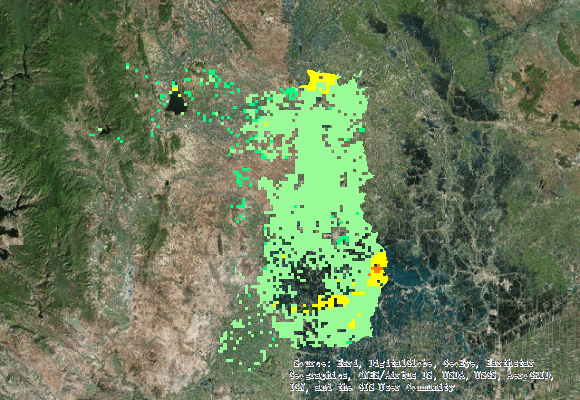 Source: Esri, DigitalGlobe, GeoEye, Earthstar
Geographics, CNES/Airbus DS, USDA, USGS, AeroGRID,
IGN, and the GIS User Community